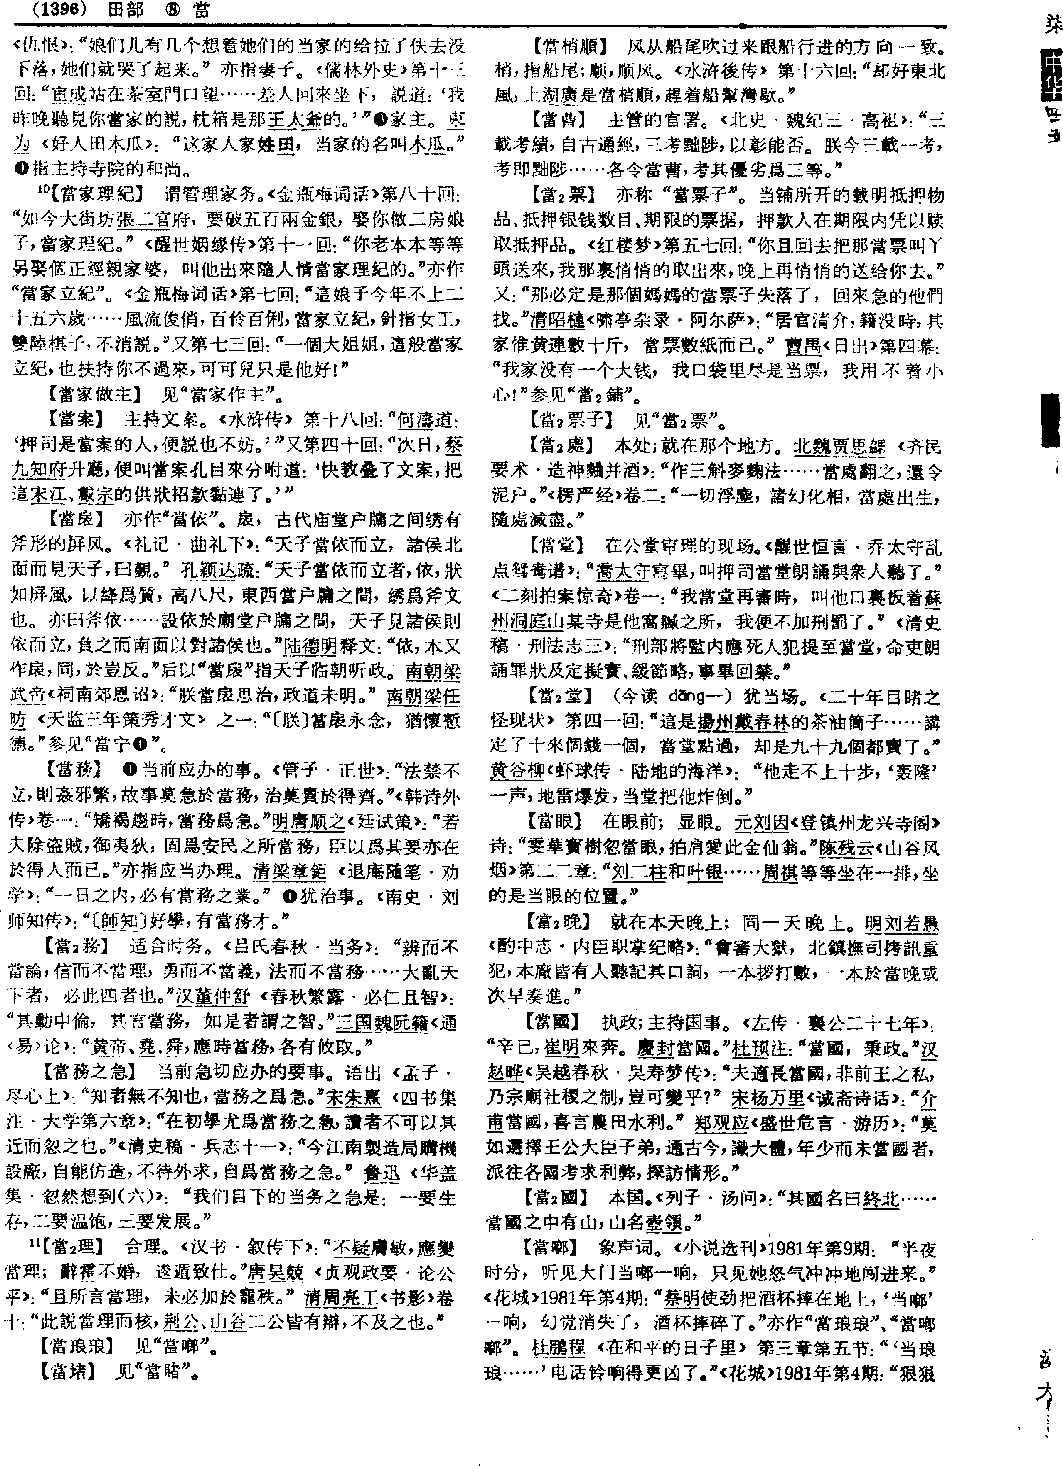 (1396) 田部 ⑧ 當
《仇恨》：“娘们儿有几个想着她们的当家的给拉了伕去没
下落，她们就哭了起来。” 亦指妻子。《儒林外史》第十三
回：“宦成站在茶室門口望……差人回來坐下，説道：‘我
昨晚聽見你當家的説，枕箱是那王太爺的。’”❸家主。
《好人田木瓜》：“这家人家姓田，当家的名叫木瓜。”
❹指主持寺院的和尚。
¹⁰【當家理紀】 谓管理家务。《金瓶梅词话》第八十回：
“如今大街坊張二官府，要破五百兩金銀，娶你做二房娘
子，當家理紀。”《醒世姻缘传》第十一回：“你老本本等等
另娶個正經親家婆，叫他出來隨人情當家理紀的。”亦作
“當家立紀”。《金瓶梅词话》第七回：“這娘子今年不上二
十五六歲……風流俊俏，百伶百俐，當家立紀，針指女工，
雙陸棋子，不消説。”又第七三回：“一個大姐姐，這般當家
立紀，也扶持你不過來，可可兒只是他好！”
【當家做主】 见“當家作主”。
【當案】 主持文案。《水浒传》第十八回：“何濤道：
‘押司是當案的人，便説也不妨。’”又第四十回：“次日，蔡
九知府升廳，便叫當案孔目來分咐道：‘快教疊了文案，把
這宋江、戴宗的供狀招款黏連了。’”
【當扆】 亦作“當依”。扆，古代庙堂户牖之间绣有
斧形的屏风。《礼记·曲礼下》：“天子當依而立，諸侯北
面而見天子，曰覲。” 孔颖达疏：“天子當依而立者，依，狀
如屏風，以絳爲質，高八尺，東西當户牖之間，绣爲斧文
也。亦曰斧依……設依於廟堂户牖之間，天子見諸侯則
依而立，負之而南面以對諸侯也。”陆德明释文：“依，本又
作扆，同，於豈反。”后以“當扆”指天子临朝听政。南朝梁
武帝《祠南郊恩诏》：“朕當扆思治，政道未明。” 南朝梁任
昉《天监三年策秀才文》之一：“〔朕〕當扆永念，猶懷慙
德。”参见“當宁❶”。
【當務】 ❶当前应办的事。《管子·正世》：“法禁不
立，則姦邪繁，故事莫急於當務，治莫貴於得齊。”《韩诗外
传》卷一：“矯褐趨時，當務爲急。”明唐顺之《廷试策》：“若
夫除盗賊，御夷狄，固爲安民之所當務，臣以爲其要亦在
於得人而已。”亦指应当办理。清梁章鉅《退庵随笔·劝
学》：“一日之内，必有當務之業。” ❷犹治事。《南史·刘
师知传》：“〔師知〕好學，有當務才。”
【當₂務】 适合时务。《吕氏春秋·当务》：“辨而不
當論，信而不當理，勇而不當義，法而不當務……大亂天
下者，必此四者也。”汉董仲舒《春秋繁露·必仁且智》：
“其動中倫，其言當務，如是者謂之智。”三国魏阮籍《通
〈易〉论》：“黄帝、堯、舜，應時當務，各有攸取。”
【當務之急】 当前急切应办的要事。语出《孟子·
尽心上》：“知者無不知也，當務之爲急。”宋朱熹《四书集
注·大学第六章》：“在初學尤爲當務之急，讀者不可以其
近而忽之也。”《清史稿·兵志十一》：“今江南製造局購機
設廠，自能仿造，不待外求，自爲當務之急。” 鲁迅《华盖
集·忽然想到（六）》：“我们目下的当务之急是：一要生
存，二要温饱，三要发展。”
¹¹【當₂理】 合理。《汉书·叙传下》：“不疑膚敏，應變
當理；辭霍不婚，逡遁致仕。”唐吴兢《贞观政要·论公
平》：“且所言當理，未必加於寵秩。” 清周亮工《书影》卷
十：“此説當理而核，荆公、山谷二公皆有辯，不及之也。”
【當琅琅】 见“當啷”。
【當堵】 见“當賭”。
【當梢順】 风从船尾吹过来跟船行进的方向一致。
梢，指船尾；顺，顺风。《水浒後传》第十六回：“却好東北
風，上湖廣是當梢順，趕着船幫灣歇。”
【當曹】 主管的官署。《北史·魏纪三·高祖》：“三
載考績，自古通經，三考黜陟，以彰能否。朕今三載一考，
考即黜陟……各令當曹，考其優劣爲三等。”
【當₂票】 亦称“當票子”。当铺所开的载明抵押物
品、抵押银钱数目、期限的票据，押款人在期限内凭以赎
取抵押品。《红楼梦》第五七回：“你且回去把那當票叫丫
頭送來，我那裏悄悄的取出來，晚上再悄悄的送给你去。”
又：“那必定是那個媽媽的當票子失落了，回來急的他們
找。”清昭槤《啸亭杂录·阿尔萨》：“居官清介，籍没時，其
家惟黄連數十斤，當票數紙而已。” 曹禺《日出》第四幕：
“我家没有一个大钱，我口袋里尽是当票，我用不着小
心！”参见“當₂鋪”。
【當₂票子】 见“當₂票”。
【當₂處】 本处；就在那个地方。北魏贾思勰《齐民
要术·造神麹并酒》：“作三斛麥麴法……當處翻之，還令
泥户。”《楞严经》卷二：“一切浮塵，諸幻化相，當處出生，
隨處滅盡。”
【當堂】 在公堂审理的现场。《醒世恒言·乔太守乱
点鸳鸯谱》：“喬太守寫畢，叫押司當堂朗誦與衆人聽了。”
《二刻拍案惊奇》卷一：“我當堂再審時，叫他口裏扳着蘇
州洞庭山某寺是他窩贓之所，我便不加刑罰了。”《清史
稿·刑法志三》：“刑部將監内應死人犯提至當堂，命吏朗
誦罪狀及定擬實、緩節略，事畢回禁。”
【當₂堂】（今读 dāng—）犹当场。《二十年目睹之
怪现状》第四一回：“這是揚州戴春林的茶油筒子……講
定了十來個錢一個，當堂點過，却是九十九個都賣了。”
黄谷柳《虾球传·陆地的海洋》：“他走不上十步，‘轰隆’
一声，地雷爆发，当堂把他炸倒。”
【當眼】 在眼前；显眼。元刘因《登镇州龙兴寺阁》
诗：“雯華寶樹忽當眼，拍肩愛此金仙翁。”陈残云《山谷风
烟》第二二章：“刘二柱和叶银……周祺等等坐在一排，坐
的是当眼的位置。”
【當₂晚】 就在本天晚上；同一天晚上。明刘若愚
《酌中志·内臣职掌纪略》：“會審大獄，北鎮撫司拷訊重
犯，本廠皆有人聽記其口詞，一本拶打數，一本於當晚或
次早奏進。”
【當國】 执政；主持国事。《左传·襄公二十七年》：
“辛巳，崔明來奔。慶封當國。”杜预注：“當國，秉政。”汉
赵晔《吴越春秋·吴寿梦传》：“夫適長當國，非前王之私，
乃宗廟社稷之制，豈可變乎？” 宋杨万里《诚斋诗话》：“介
甫當國，喜言農田水利。” 郑观应《盛世危言·游历》：“莫
如選擇王公大臣子弟，通古今，識大體，年少而未當國者，
派往各國考求利弊，探訪情形。”
【當₂國】 本国。《列子·汤问》：“其國名曰終北……
當國之中有山，山名壺領。”
【當啷】 象声词。《小说选刊》1981年第9期：“半夜
时分，听见大门当啷一响，只见她怒气冲冲地闯进来。”
《花城》1981年第4期：“蔡明使劲把酒杯摔在地上，‘当啷’
一响，幻觉消失了，酒杯摔碎了。”亦作“當琅琅”、“當啷
啷”。杜鹏程《在和平的日子里》第三章第五节：“‘当琅
琅……’电话铃响得更凶了。”《花城》1981年第4期：“狠狠